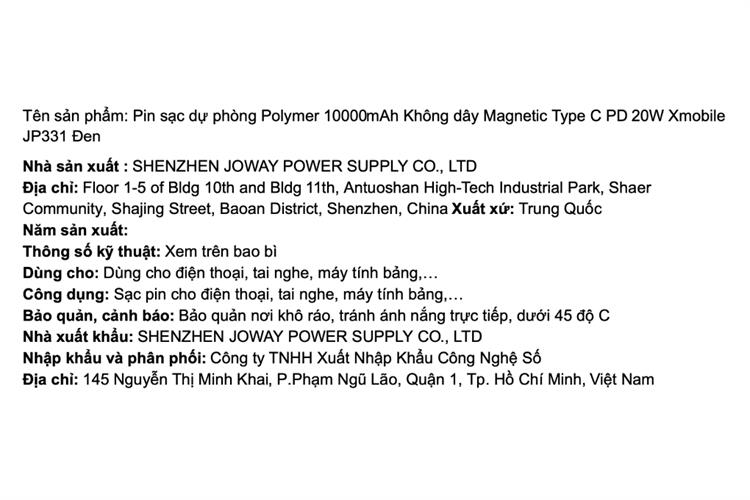 Tên sản phẩm: Pin sạc dự phòng Polymer 10000mAh Không dây Magnetic Type C PD 20W Xmobile
JP331 Đen
Nhà sản xuất : SHENZHEN JOWAY POWER SUPPLY CO., LTD
Địa chỉ: Floor 1-5 of Bldg 10th and Bldg 11th, Antuoshan High-Tech Industrial Park, Shaer
Community, Shajing Street, Baoan District, Shenzhen, China Xuất xứ: Trung Quốc
Năm sản xuất:
Thông số kỹ thuật: Xem trên bao bì
Dùng cho: Dùng cho điện thoại, tai nghe, máy tính bảng,…
Công dụng: Sạc pin cho điện thoại, tai nghe, máy tính bảng,…
Bảo quản, cảnh báo: Bảo quản nơi khô ráo, tránh ánh nắng trực tiếp, dưới 45 độ C
Nhà xuất khẩu: SHENZHEN JOWAY POWER SUPPLY CO., LTD
Nhập khẩu và phân phối: Công ty TNHH Xuất Nhập Khẩu Công Nghệ Số
Địa chỉ: 145 Nguyễn Thị Minh Khai, P.Phạm Ngũ Lão, Quận 1, Tp. Hồ Chí Minh, Việt Nam